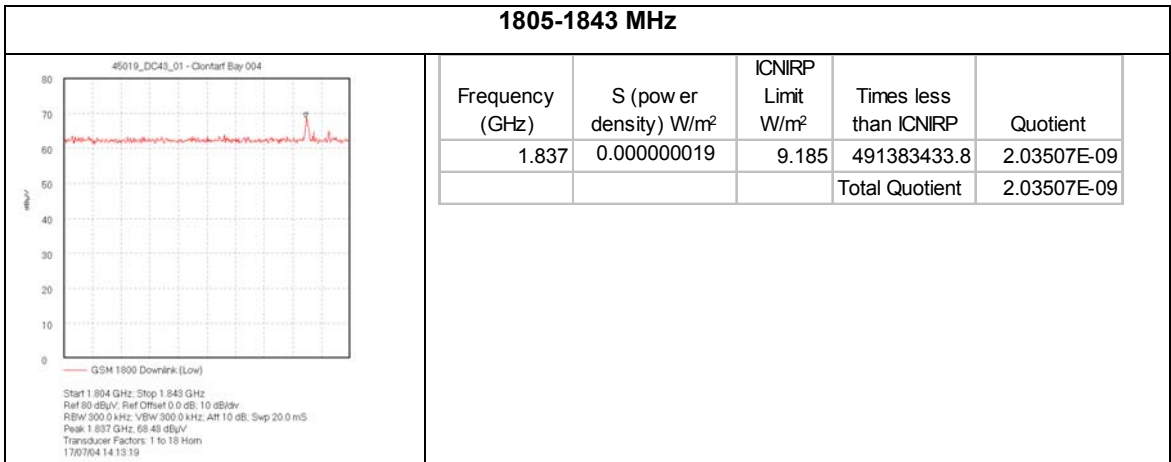 1805-1843 MHz
45019_DC43_01 - Clontarf Bay 004
80
70
60
50
40
30
20
10
0
dBµV
GSM 1800 Downlink (Low)
Start 1.804 GHz; Stop 1.843 GHz
Ref 80 dBµV; Ref Offset 0.0 dB; 10 dB/div
RBW 300.0 kHz; VBW 300.0 kHz; Att 10 dB; Swp 20.0 mS
Peak 1.837 GHz, 68.48 dBµV
Transducer Factors: 1 to 18 Horn
17/07/04 14:13:19
Frequency (GHz) S (pow er density) W/m² ICNIRP Limit W/m² Times less than ICNIRP Quotient
1.837 0.000000019 9.185 491383433.8 2.03507E-09
Total Quotient 2.03507E-09